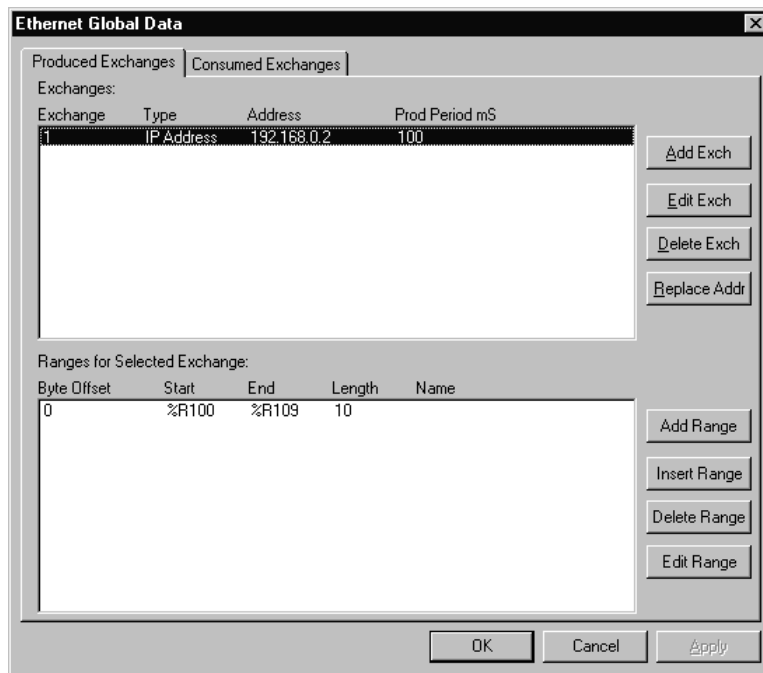 Ethernet Global Data
Produced Exchanges Consumed Exchanges
Exchanges:
Exchange Type Address Prod Period mS
1 IP Address 192.168.0.2 100
Add Exch
Edit Exch
Delete Exch
Replace Addr
Ranges for Selected Exchange:
Byte Offset Start End Length Name
0 %R100 %R109 10
Add Range
Insert Range
Delete Range
Edit Range
OK Cancel Apply